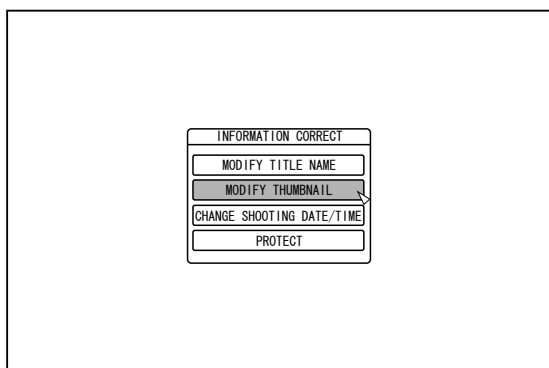 INFORMATION CORRECT
MODIFY TITLE NAME
MODIFY THUMBNAIL
CHANGE SHOOTING DATE/TIME
PROTECT